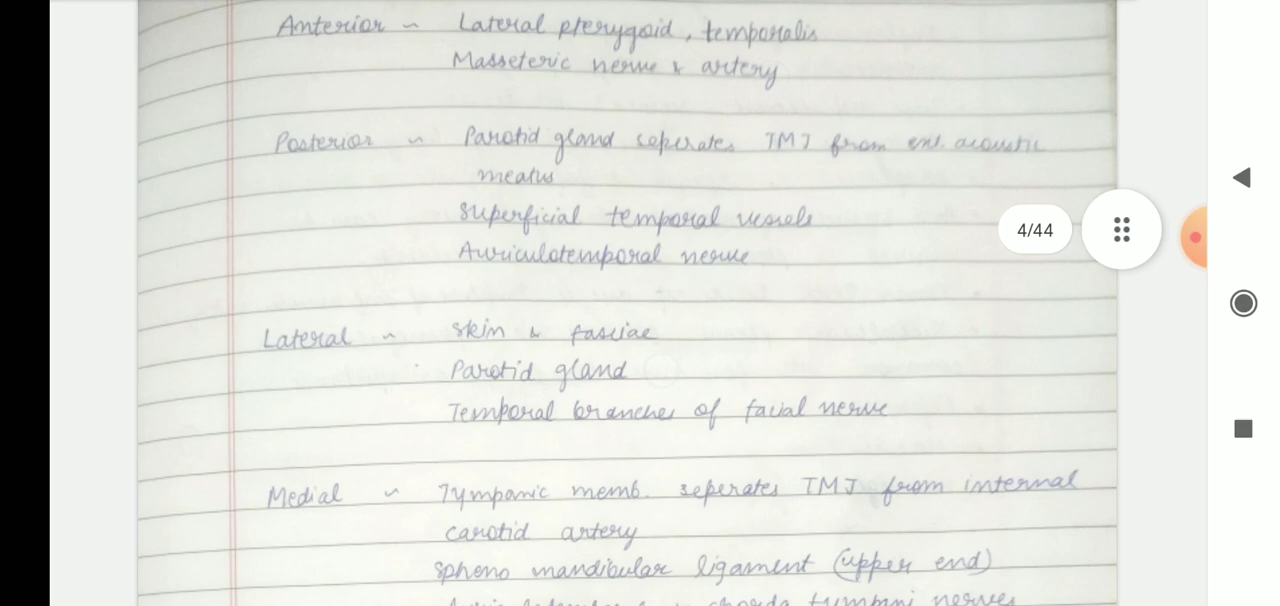 Anterior ~ Lateral pterygoid, temporalis
Masseteric nerve & artery
Posterior ~ Parotid gland seperates TMJ from ext. acoustic
meatus
Superficial temporal vessels
4/44
Auriculotemporal nerve
Lateral ~ Skin & fasciae
Parotid gland
Temporal branches of facial nerve
Medial ~ Tympanic memb. seperates TMJ from internal
carotid artery
Spheno mandibular ligament (upper end)
chorda tympani nerves